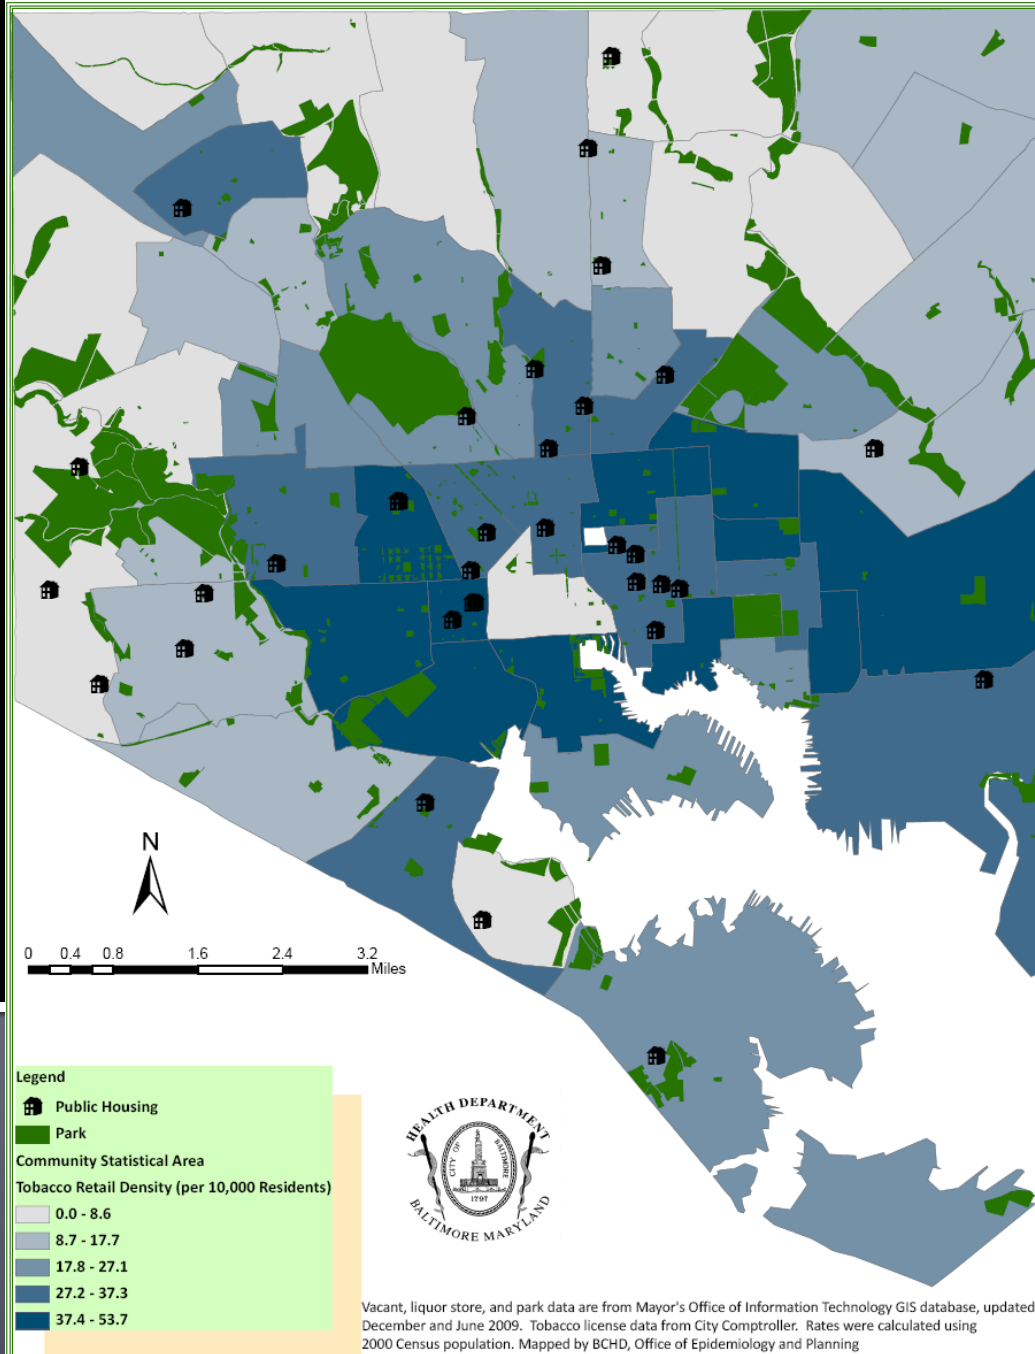 N
0 0.4 0.8 1.6 2.4 3.2
Miles
Legend
Public Housing
Park
Community Statistical Area
Tobacco Retail Density (per 10,000 Residents)
0.0 - 8.6
8.7 - 17.7
17.8 - 27.1
27.2 - 37.3
37.4 - 53.7
HEALTH DEPARTMENT
CITY OF BALTIMORE
1797
BALTIMORE MARYLAND
Vacant, liquor store, and park data are from Mayor's Office of Information Technology GIS database, updated
December and June 2009. Tobacco license data from City Comptroller. Rates were calculated using
2000 Census population. Mapped by BCHD, Office of Epidemiology and Planning